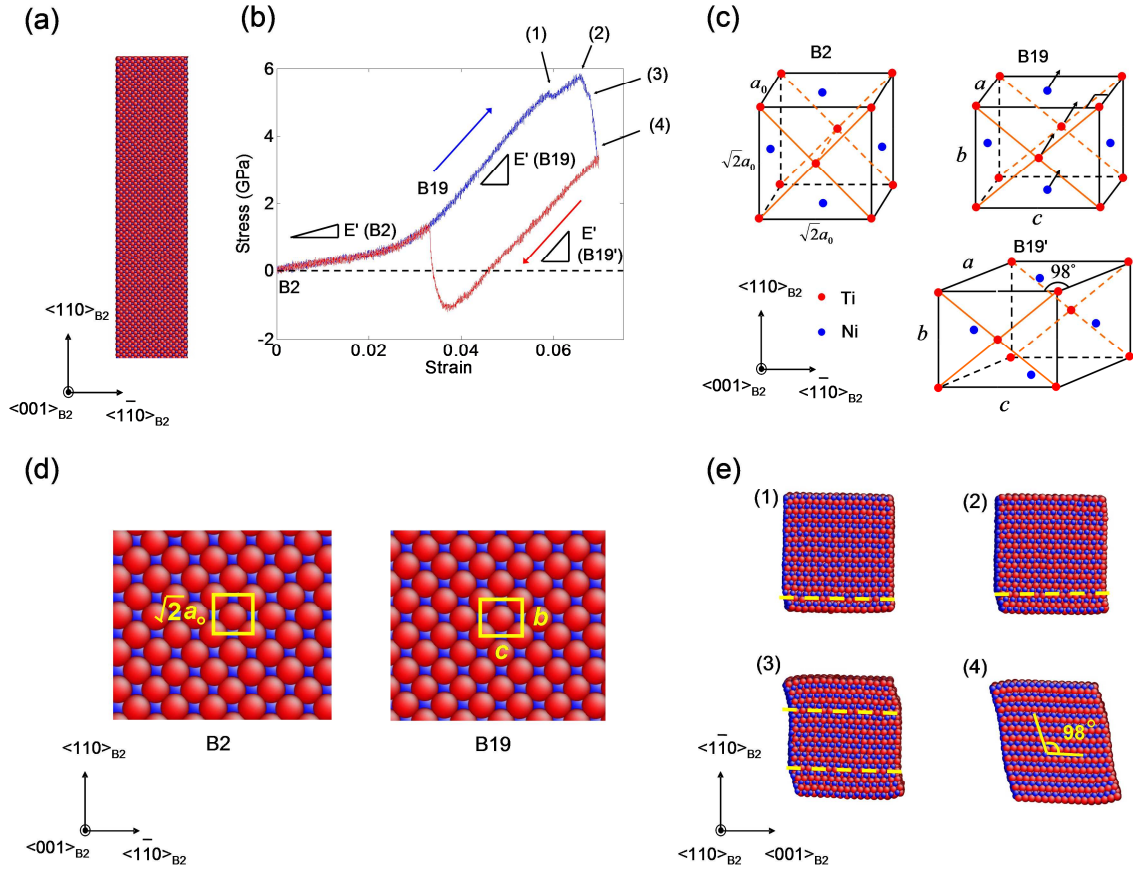 (a)
<110>B2
<001>B2
<1̅10>B2
(b)
(1)
(2)
(3)
(4)
6
4
2
0
-2
0
0.02
0.04
0.06
Stress (GPa)
Strain
B2
B19
E' (B2)
E' (B19)
E'
(B19')
(c)
B2
a₀
√2a₀
√2a₀
B19
a
b
c
B19'
a
98°
b
c
Ti
Ni
<110>B2
<001>B2
<1̅10>B2
(d)
√2aₒ
b
c
B2
B19
<110>B2
<001>B2
<1̅10>B2
(e)
(1)
(2)
(3)
(4)
98°
<11̅0>B2
<110>B2
<001>B2